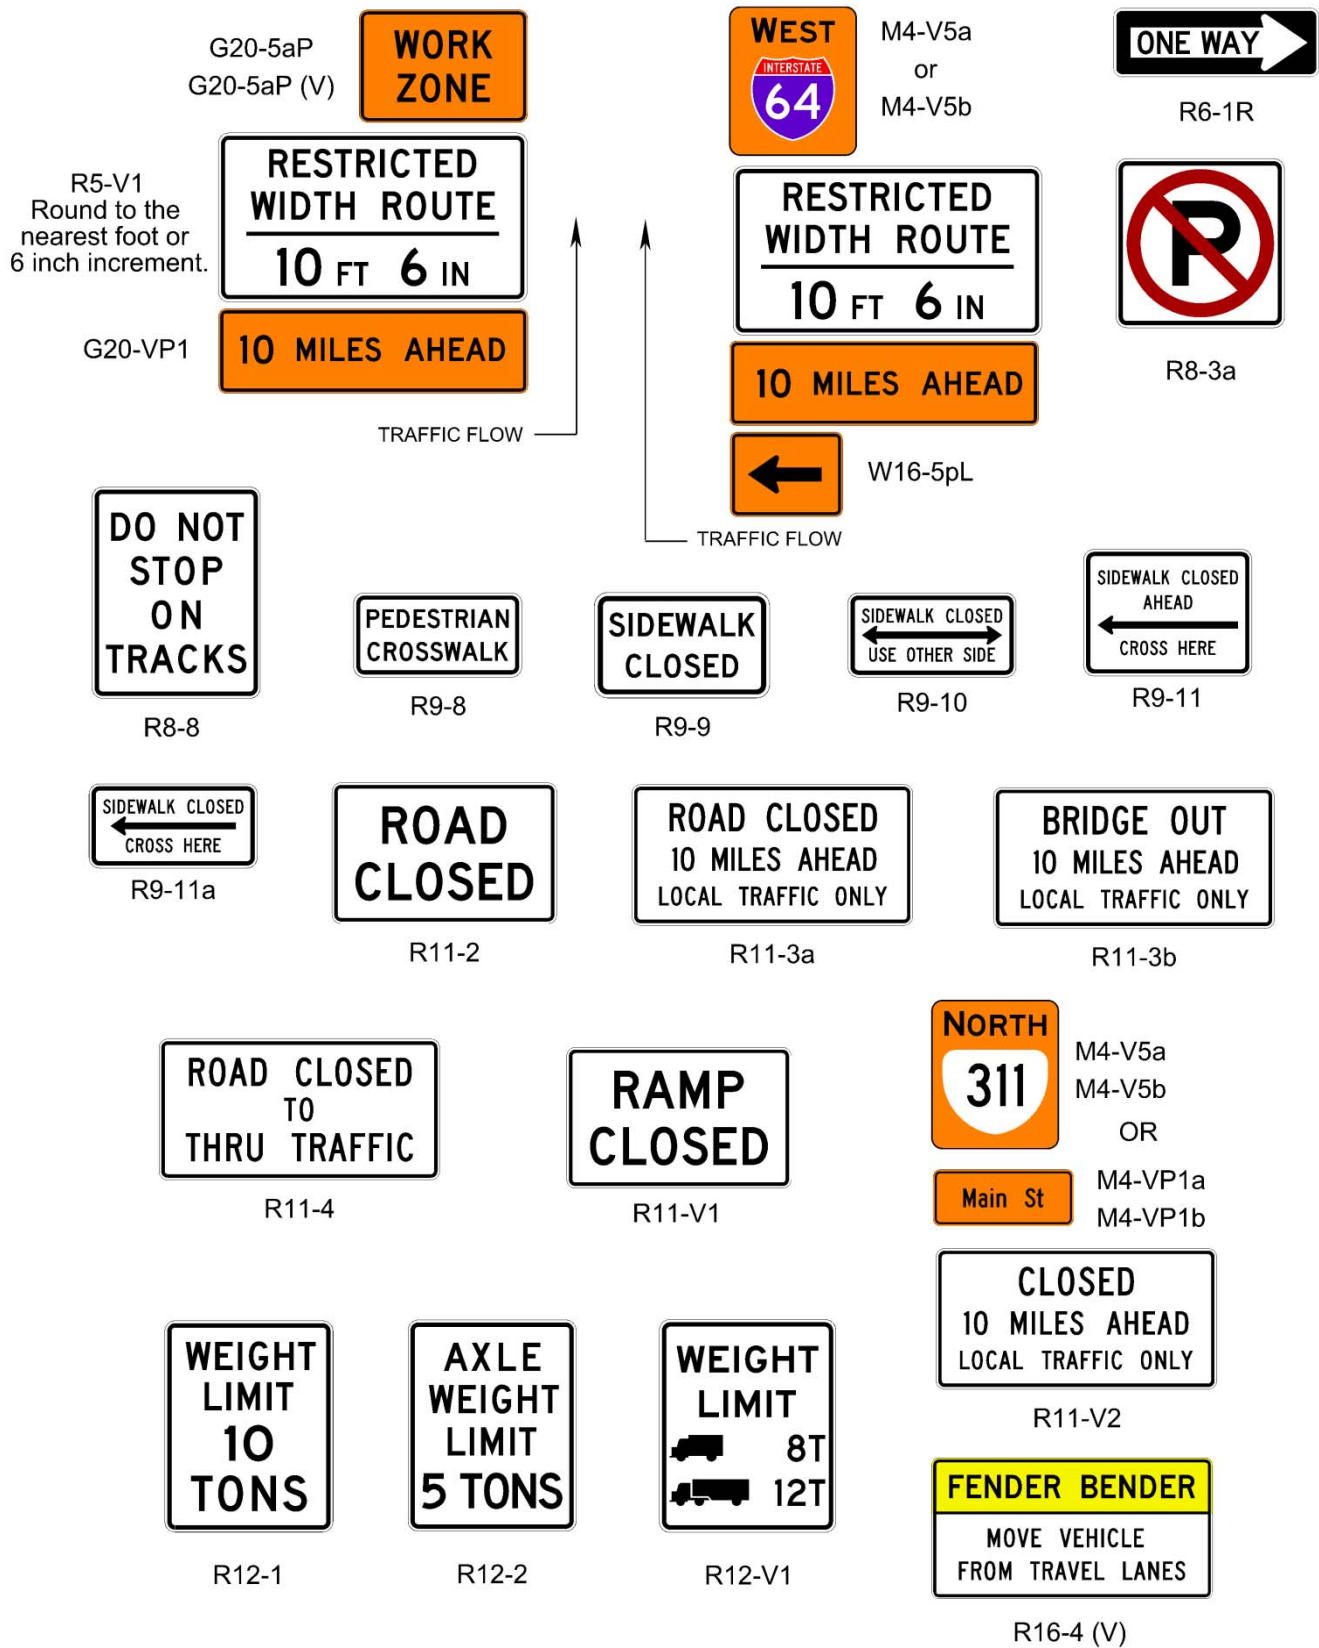 G20-5aP
G20-5aP (V)
WORK
ZONE
WEST
INTERSTATE
64
M4-V5a
or
M4-V5b
ONE WAY
R6-1R
R5-V1
Round to the
nearest foot or
6 inch increment.
RESTRICTED
WIDTH ROUTE
10 FT 6 IN
G20-VP1
10 MILES AHEAD
TRAFFIC FLOW
RESTRICTED
WIDTH ROUTE
10 FT 6 IN
10 MILES AHEAD
W16-5pL
TRAFFIC FLOW
P
R8-3a
DO NOT
STOP
ON
TRACKS
R8-8
PEDESTRIAN
CROSSWALK
R9-8
SIDEWALK
CLOSED
R9-9
SIDEWALK CLOSED
USE OTHER SIDE
R9-10
SIDEWALK CLOSED
AHEAD
CROSS HERE
R9-11
SIDEWALK CLOSED
CROSS HERE
R9-11a
ROAD
CLOSED
R11-2
ROAD CLOSED
10 MILES AHEAD
LOCAL TRAFFIC ONLY
R11-3a
BRIDGE OUT
10 MILES AHEAD
LOCAL TRAFFIC ONLY
R11-3b
ROAD CLOSED
TO
THRU TRAFFIC
R11-4
RAMP
CLOSED
R11-V1
NORTH
311
M4-V5a
M4-V5b
OR
Main St
M4-VP1a
M4-VP1b
CLOSED
10 MILES AHEAD
LOCAL TRAFFIC ONLY
R11-V2
WEIGHT
LIMIT
10
TONS
R12-1
AXLE
WEIGHT
LIMIT
5 TONS
R12-2
WEIGHT
LIMIT
8T
12T
R12-V1
FENDER BENDER
MOVE VEHICLE
FROM TRAVEL LANES
R16-4 (V)